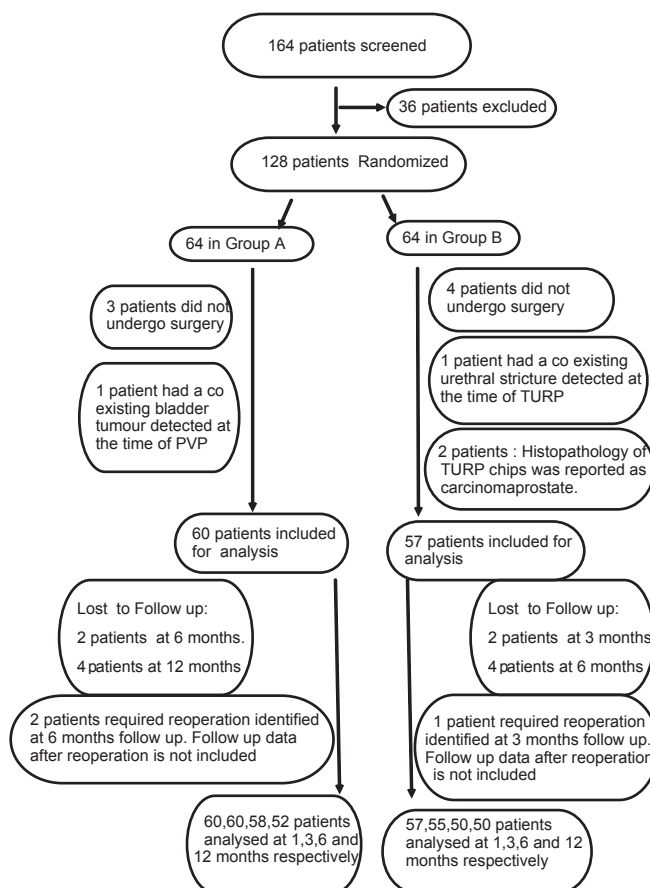 164 patients screened
36 patients excluded
128 patients Randomized
64 in Group A
64 in Group B
3 patients did not
undergo surgery
4 patients did not
undergo surgery
1 patient had a co
existing bladder
tumour detected
at the time of PVP
1 patient had a co existing
urethral stricture detected at
the time of TURP
2 patients : Histopathology of
TURP chips was reported as
carcinomaprostate.
60 patients included
for analysis
57 patients included for
analysis
Lost to Follow up:
2 patients at 6 months.
4 patients at 12 months
Lost to Follow up:
2 patients at 3 months
4 patients at 6 months
2 patients required reoperation identified
at 6 months follow up. Follow up data
after reoperation is not included
1 patient required reoperation
identified at 3 months follow up.
Follow up data after reoperation
is not included
60,60,58,52 patients
analysed at 1,3,6 and
12 months respectively
57,55,50,50 patients
analysed at 1,3,6 and 12
months respectively